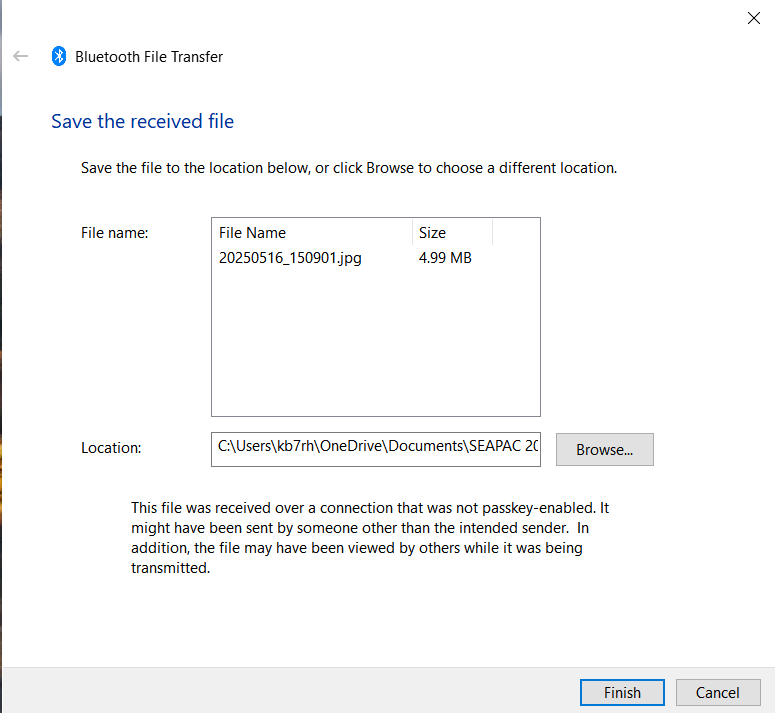 Bluetooth File Transfer
Save the received file
Save the file to the location below, or click Browse to choose a different location.
File name:
File Name Size
20250516_150901.jpg 4.99 MB
Location: C:\Users\kb7rh\OneDrive\Documents\SEAPAC 20 Browse...
This file was received over a connection that was not passkey-enabled. It
might have been sent by someone other than the intended sender. In
addition, the file may have been viewed by others while it was being
transmitted.
Finish Cancel